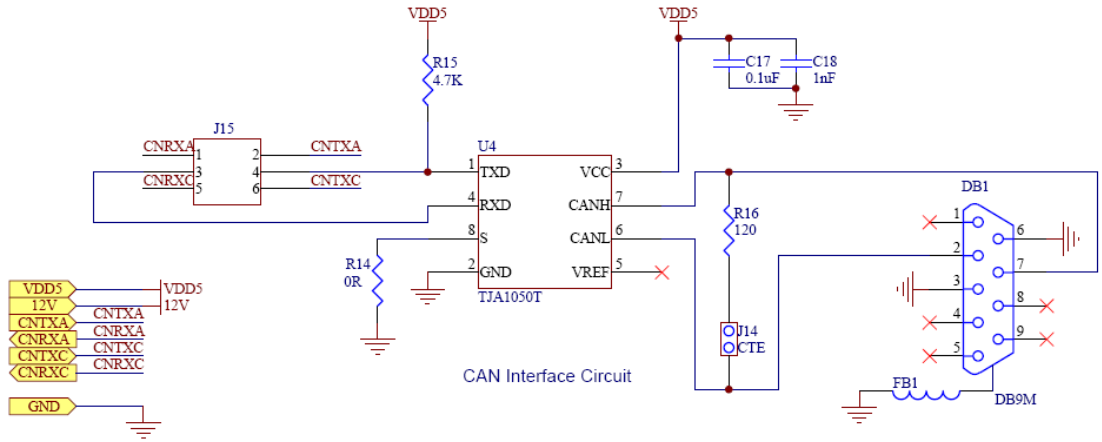 VDD5 VDD5
R15
4.7K
C17 C18
0.1uF 1nF
J15
CNRXA 1 2 CNTXA
3 4
CNRXC 5 6 CNTXC
U4
1 TXD VCC 3
4 RXD CANH 7
8 S CANL 6
2 GND VREF 5
TJA1050T
R14
0R
R16
120
J14
CTE
DB1
1
6
2
7
3
8
4
9
5
DB9M
FB1
VDD5 VDD5
12V 12V
CNTXA CNTXA
CNRXA CNRXA
CNTXC CNTXC
CNRXC CNRXC
GND
CAN Interface Circuit